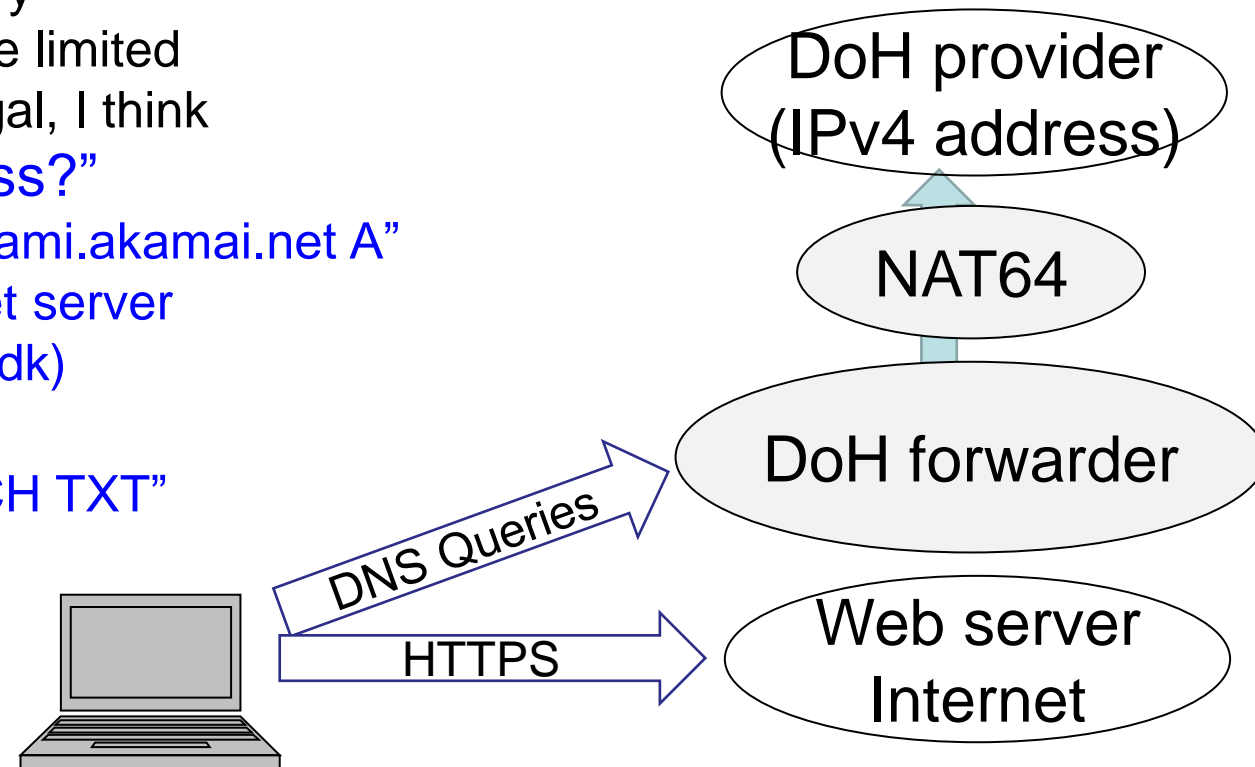 y
e limited
gal, I think
ss?”
ami.akamai.net A”
et server
dk)
CH TXT”
DoH provider
(IPv4 address)
NAT64
DoH forwarder
DNS Queries
HTTPS
Web server
Internet